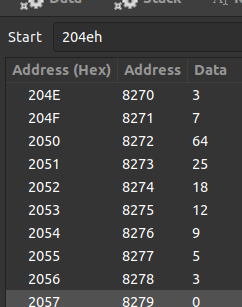 Data Stack
Start 204eh
Address (Hex) Address Data
204E 8270 3
204F 8271 7
2050 8272 64
2051 8273 25
2052 8274 18
2053 8275 12
2054 8276 9
2055 8277 5
2056 8278 3
2057 8279 0